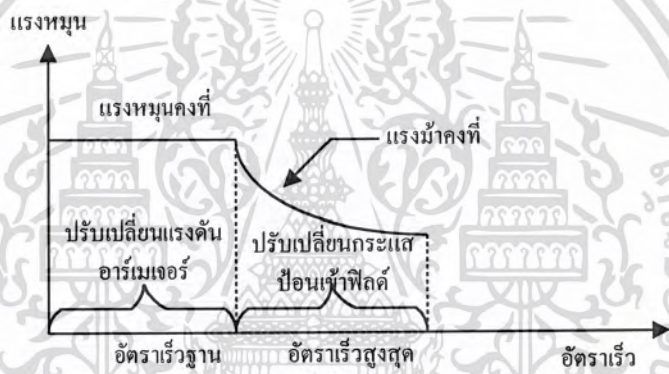 แรงหมุน
แรงหมุนคงที่
แรงม้าคงที่
ปรับเปลี่ยนแรงดัน
อาร์เมเจอร์
ปรับเปลี่ยนกระแส
ป้อนเข้าฟิลด์
อัตราเร็วฐาน
อัตราเร็วสูงสุด
อัตราเร็ว